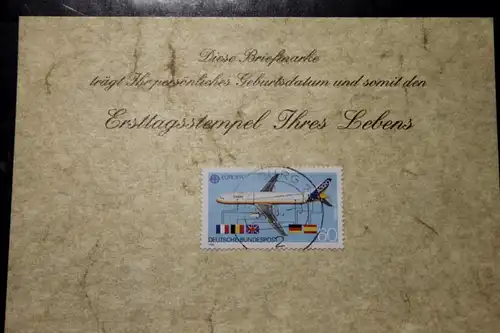 Diese Briefmarke
trägt Ihr persönliches Geburtsdatum und somit den
Ersttagsstempel Ihres Lebens
EUROPA
DEUTSCHE BUNDESPOST
60